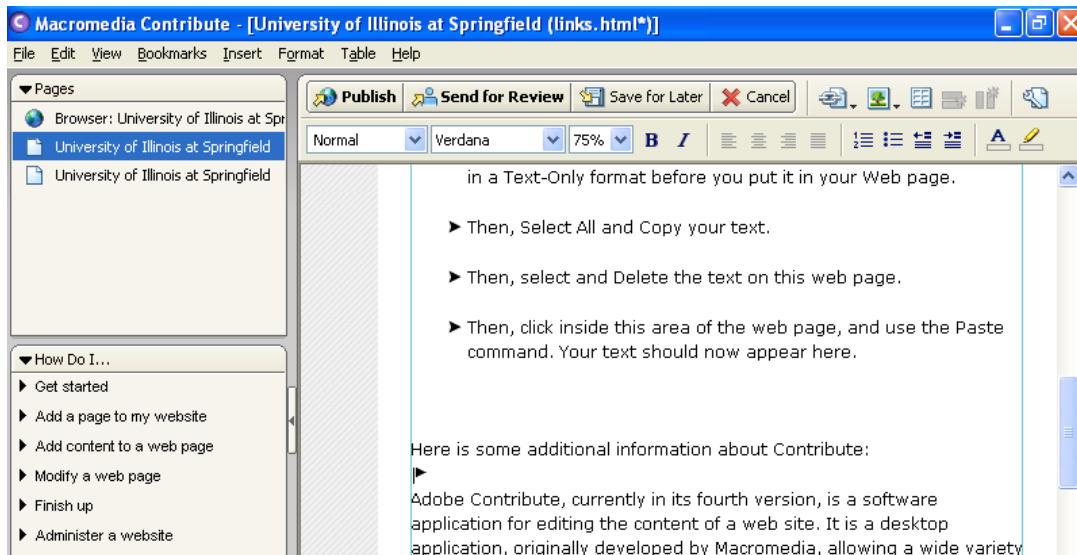 Macromedia Contribute - [University of Illinois at Springfield (links.html*)]
File Edit View Bookmarks Insert Format Table Help
Pages
Browser: University of Illinois at Spr
University of Illinois at Springfield
University of Illinois at Springfield
How Do I...
Get started
Add a page to my website
Add content to a web page
Modify a web page
Finish up
Administer a website
Publish Send for Review Save for Later Cancel
Normal Verdana 75% B I
in a Text-Only format before you put it in your Web page.
➤ Then, Select All and Copy your text.
➤ Then, select and Delete the text on this web page.
➤ Then, click inside this area of the web page, and use the Paste
command. Your text should now appear here.
Here is some additional information about Contribute:
Adobe Contribute, currently in its fourth version, is a software
application for editing the content of a web site. It is a desktop
application, originally developed by Macromedia, allowing a wide variety